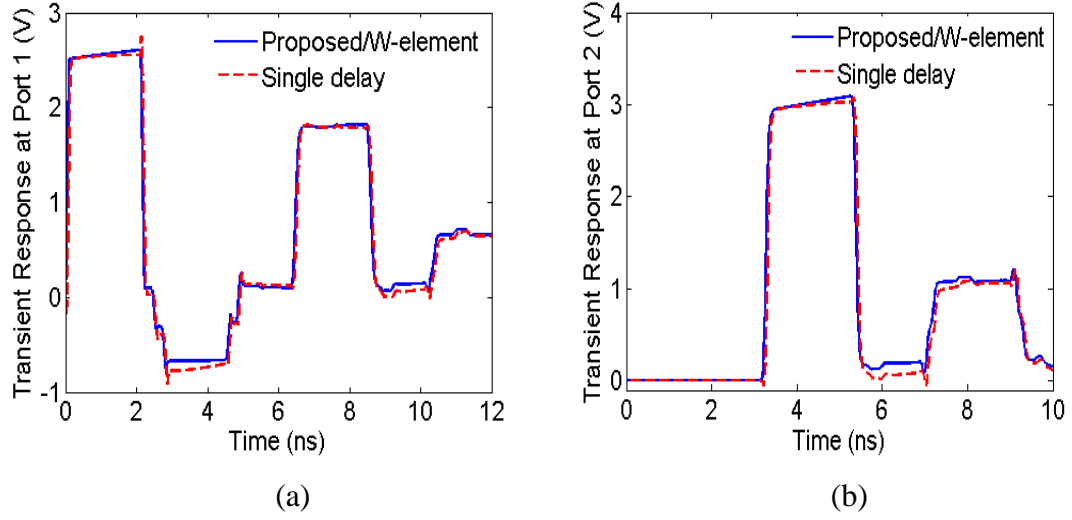 Transient Response at Port 1 (V)
3
2
1
0
-1
Proposed/W-element
Single delay
0 2 4 6 8 10 12
Time (ns)
(a)
Transient Response at Port 2 (V)
4
3
2
1
0
Proposed/W-element
Single delay
0 2 4 6 8 10
Time (ns)
(b)